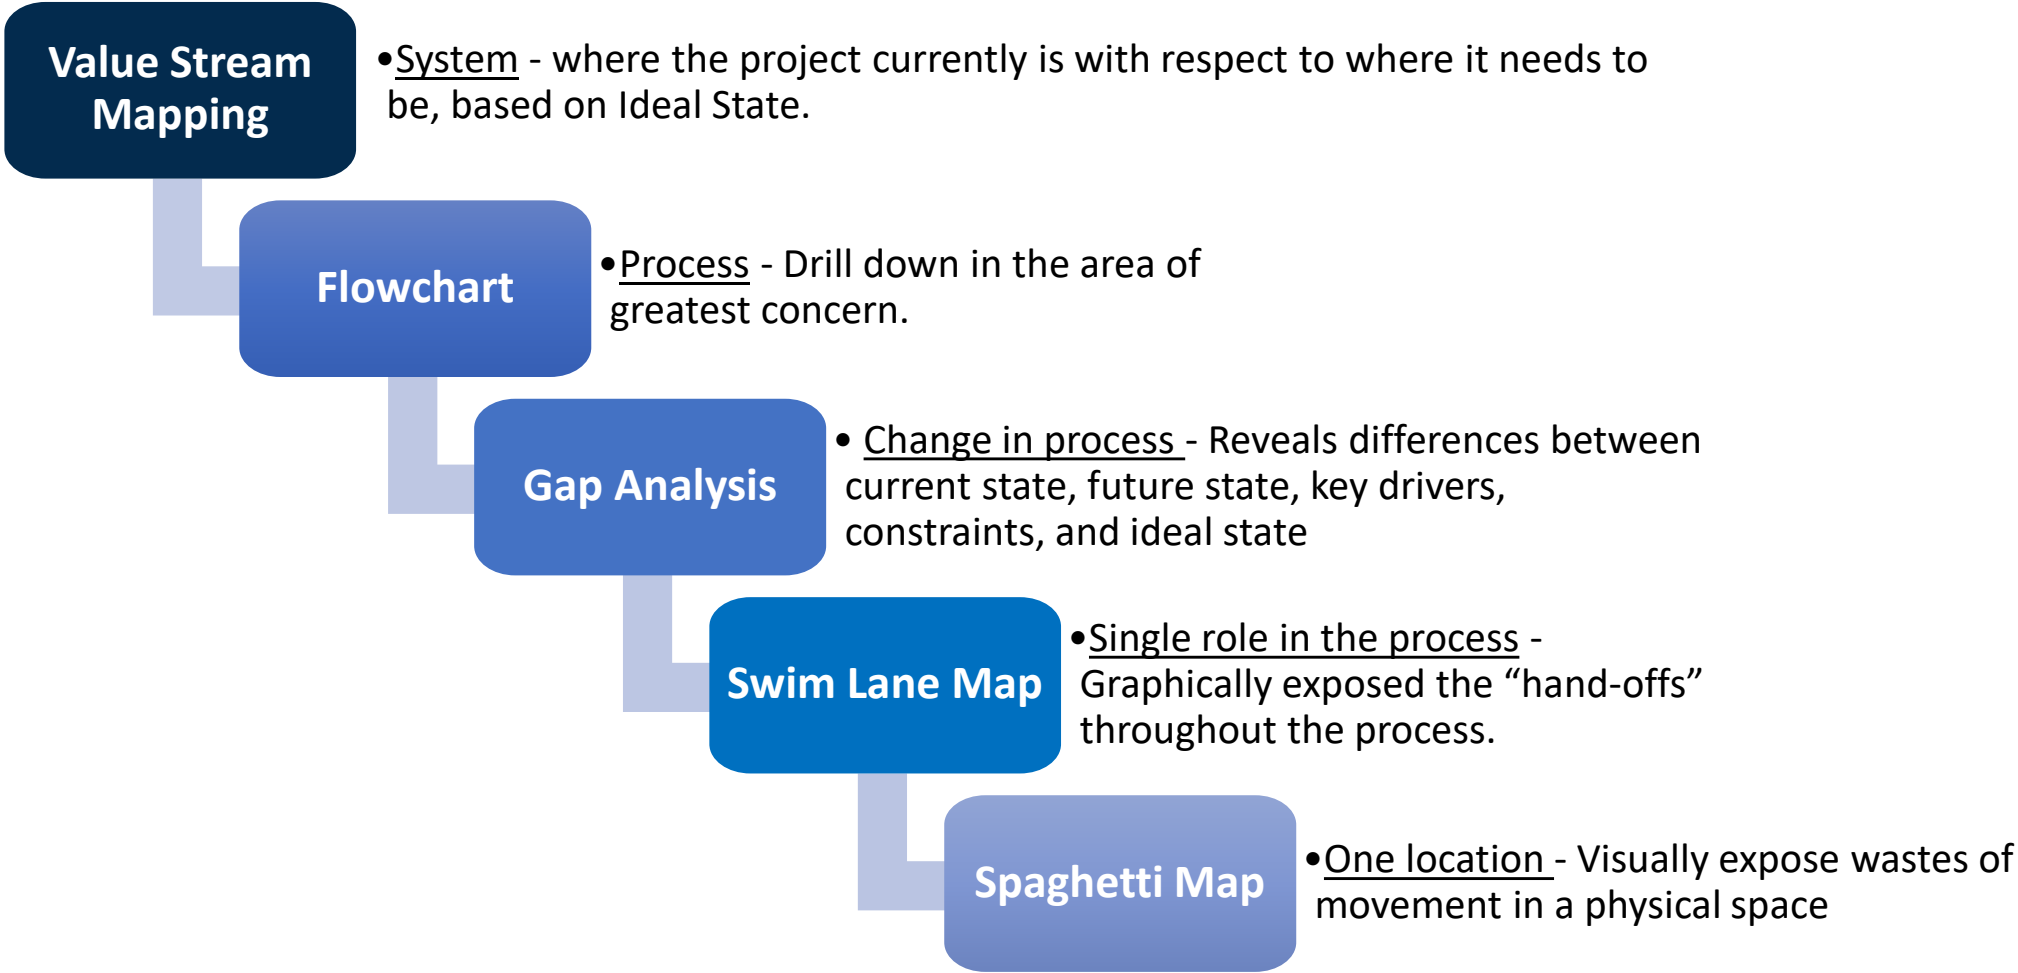 Value Stream
Mapping
•System - where the project currently is with respect to where it needs to
be, based on Ideal State.
Flowchart
•Process - Drill down in the area of
greatest concern.
Gap Analysis
• Change in process - Reveals differences between
current state, future state, key drivers,
constraints, and ideal state
Swim Lane Map
•Single role in the process -
Graphically exposed the “hand-offs”
throughout the process.
Spaghetti Map
•One location - Visually expose wastes of
movement in a physical space